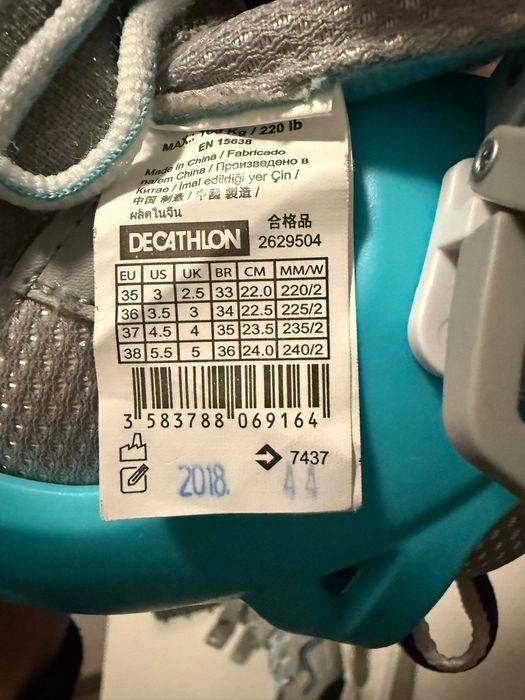 MAX.: 100 Kg / 220 lb
EN 15638
Made in China / Fabricado
na/em China / Произведено в
Китае / Imal edildiği yer Çin /
中国 制造 / 中國 製造 /
ผลิตในจีน
合格品
DECATHLON 2629504
EU US UK BR CM MM/W
35 3 2.5 33 22.0 220/2
36 3.5 3 34 22.5 225/2
37 4.5 4 35 23.5 235/2
38 5.5 5 36 24.0 240/2
3 583788 069164
7437
2018. 44